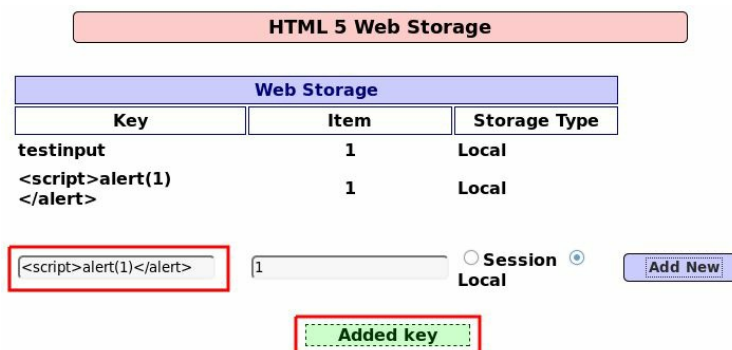 HTML 5 Web Storage
Web Storage
Key Item Storage Type
testinput 1 Local
<script>alert(1)
</alert> 1 Local
<script>alert(1)</alert> 1 Session Local Add New
Added key